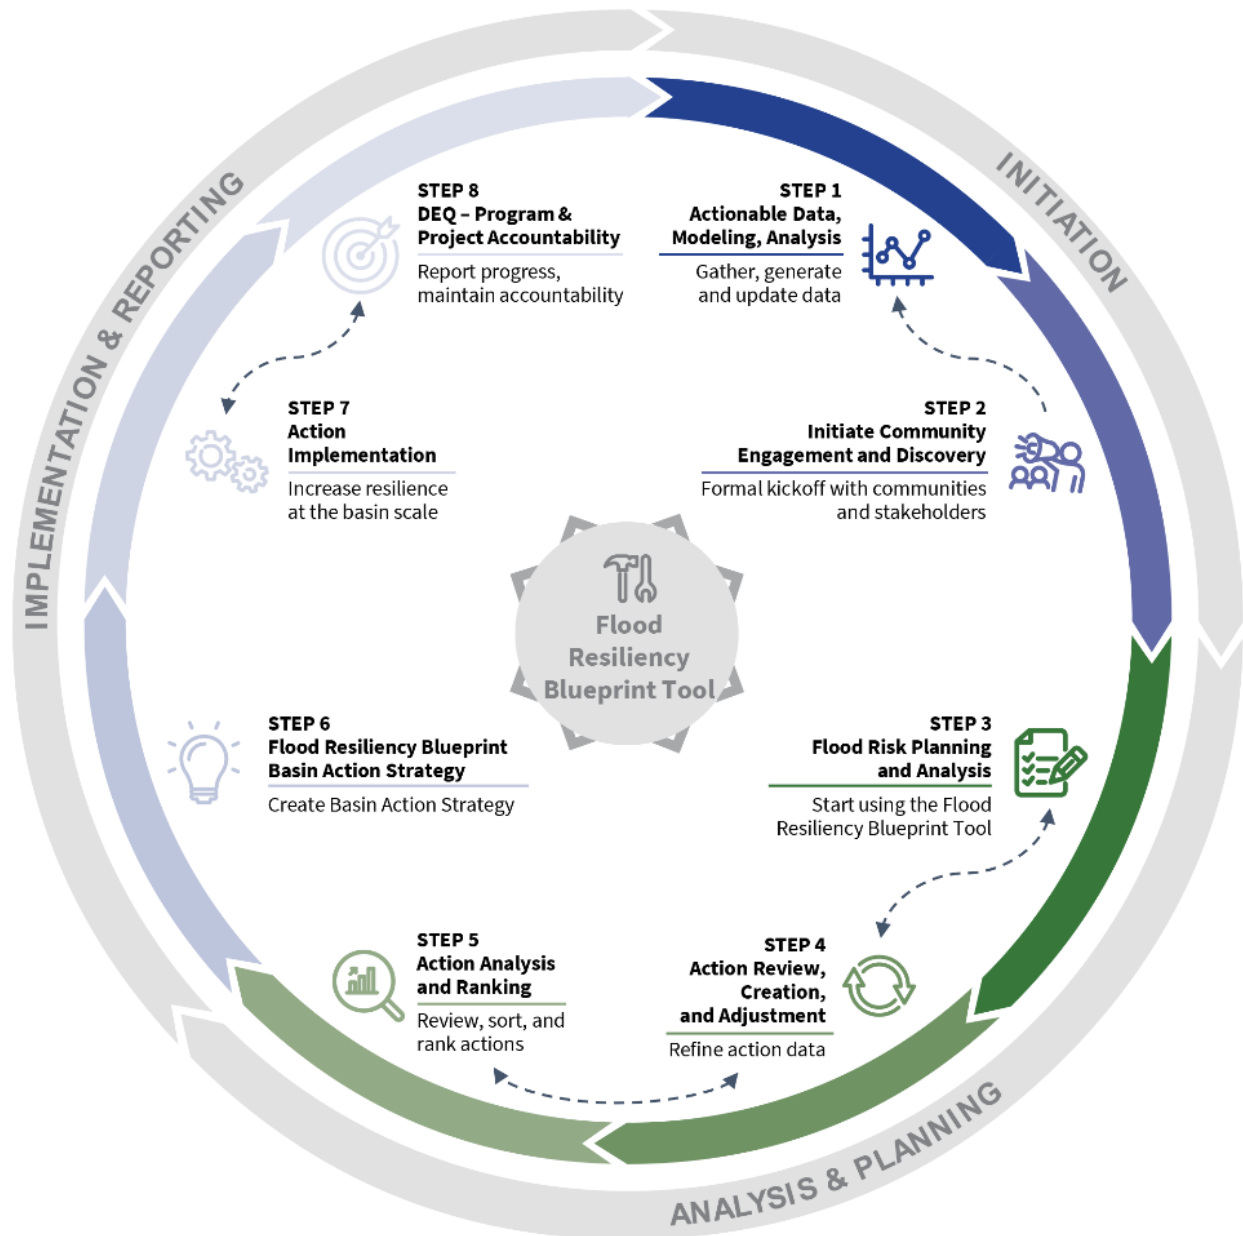 INITIATION
STEP 1
Actionable Data,
Modeling, Analysis
Gather, generate
and update data
STEP 2
Initiate Community
Engagement and Discovery
Formal kickoff with communities
and stakeholders
ANALYSIS & PLANNING
STEP 3
Flood Risk Planning
and Analysis
Start using the Flood
Resiliency Blueprint Tool
STEP 4
Action Review,
Creation,
and Adjustment
Refine action data
STEP 5
Action Analysis
and Ranking
Review, sort, and
rank actions
IMPLEMENTATION & REPORTING
STEP 6
Flood Resiliency Blueprint
Basin Action Strategy
Create Basin Action Strategy
STEP 7
Action
Implementation
Increase resilience
at the basin scale
STEP 8
DEQ – Program &
Project Accountability
Report progress,
maintain accountability
Flood
Resiliency
Blueprint Tool